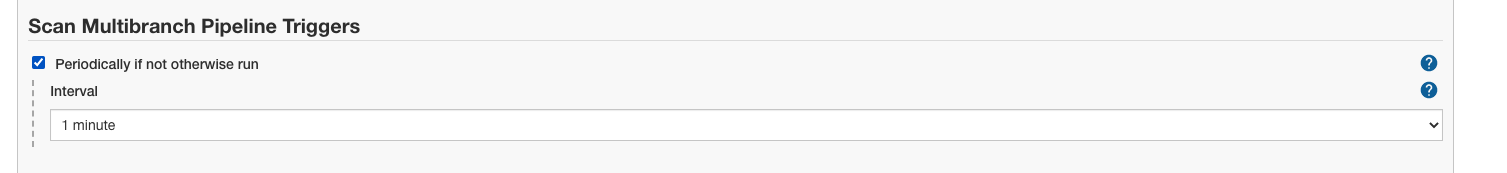 Scan Multibranch Pipeline Triggers
Periodically if not otherwise run
?
Interval
?
1 minute